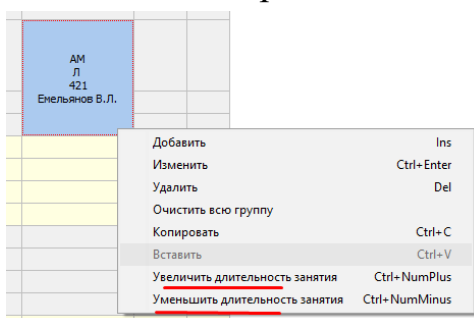 АМ
Л
421
Емельянов В.Л.
Добавить Ins
Изменить Ctrl+Enter
Удалить Del
Очистить всю группу
Копировать Ctrl+C
Вставить Ctrl+V
Увеличить длительность занятия Ctrl+NumPlus
Уменьшить длительность занятия Ctrl+NumMinus